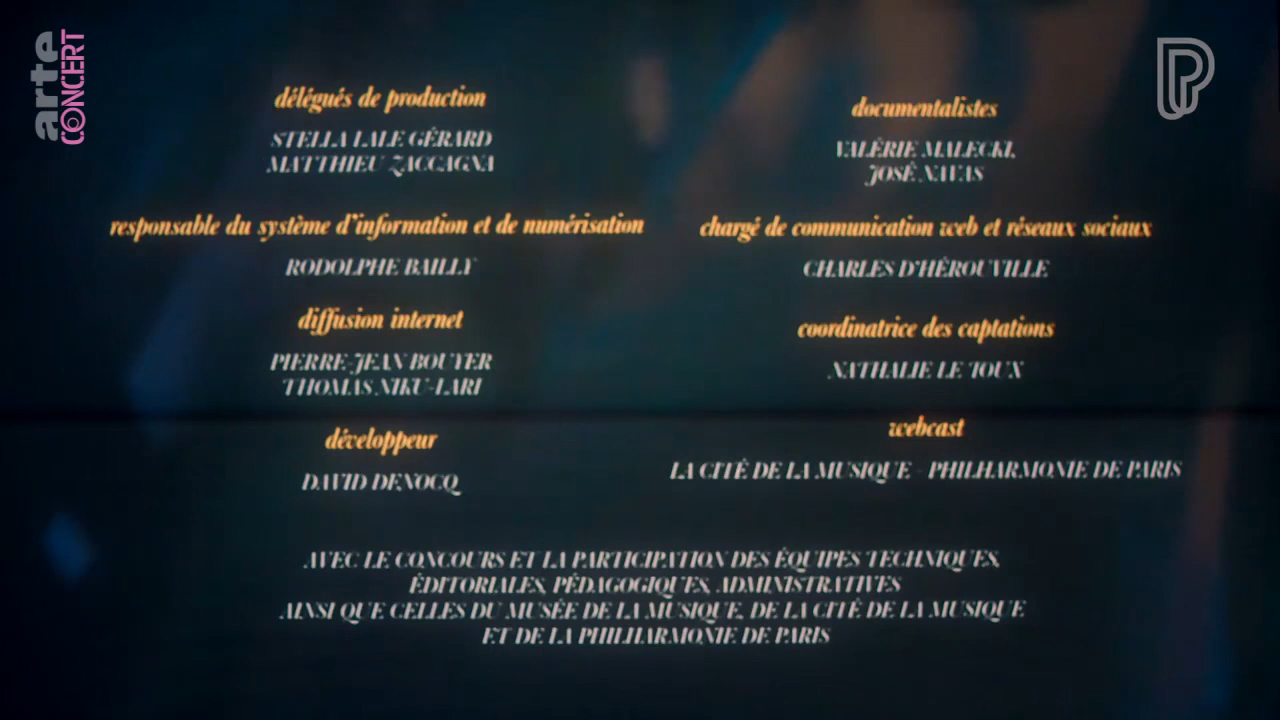 arte
CONCERT
délégués de production
STELLA LALE GÉRARD
MATTHIEU ZACCAGNA
responsable du système d'information et de numérisation
RODOLPHE BAILLY
diffusion internet
PIERRE-JEAN BOUYER
THOMAS NIKU-LARI
développeur
DAVID DENOCQ
documentalistes
VALÉRIE MALECKI,
JOSÉ NAVAS
chargé de communication web et réseaux sociaux
CHARLES D'HÉROUVILLE
coordinatrice des captations
NATHALIE LE TOUX
webcast
LA CITÉ DE LA MUSIQUE - PHILHARMONIE DE PARIS
AVEC LE CONCOURS ET LA PARTICIPATION DES ÉQUIPES TECHNIQUES,
ÉDITORIALES, PÉDAGOGIQUES, ADMINISTRATIVES
AINSI QUE CELLES DU MUSÉE DE LA MUSIQUE, DE LA CITÉ DE LA MUSIQUE
ET DE LA PHILHARMONIE DE PARIS